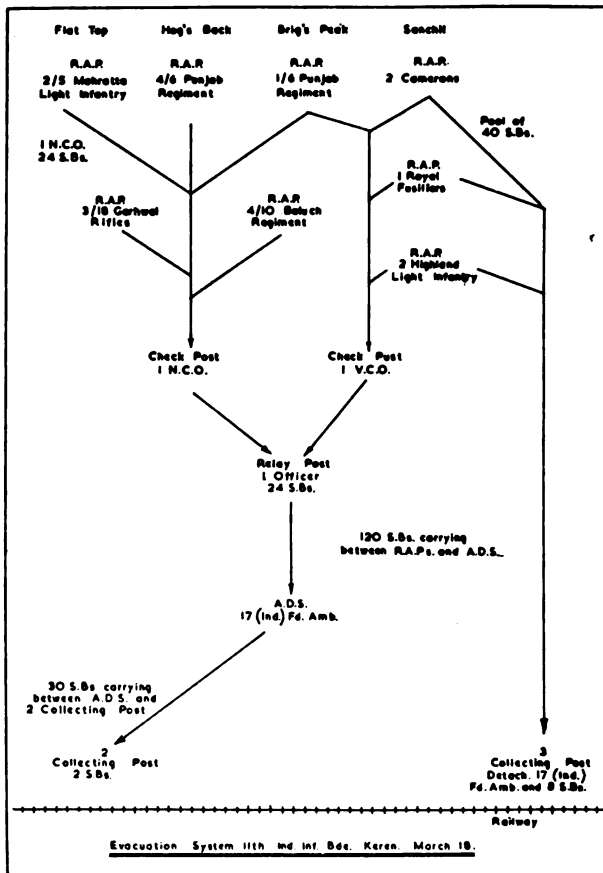 Flat Top
Hog's Back
Brig's Peak
Sanchil
R.A.P.
2/5 Mahratta
Light Infantry
R.A.P.
4/6 Punjab
Regiment
R.A.P.
1/6 Punjab
Regiment
R.A.P.
2 Camerons
1 N.C.O.
24 S.Bs.
Pool of
40 S.Bs.
R.A.P.
3/18 Garhwal
Rifles
R.A.P.
4/10 Baluch
Regiment
R.A.P.
1 Royal
Fusiliers
R.A.P.
2 Highland
Light Infantry
Check Post
1 N.C.O.
Check Post
1 V.C.O.
Relay Post
1 Officer
24 S.Bs.
120 S.Bs. carrying
between R.A.Ps. and A.D.S.
A.D.S.
17 (Ind.) Fd. Amb.
30 S.Bs. carrying
between A.D.S. and
2 Collecting Post
2
Collecting Post
2 S.Bs.
3
Collecting Post
Detach. 17 (Ind.)
Fd. Amb. and 8 S.Bs.
Railway
Evacuation System 11th Ind. Inf. Bde. Keren. March 18.